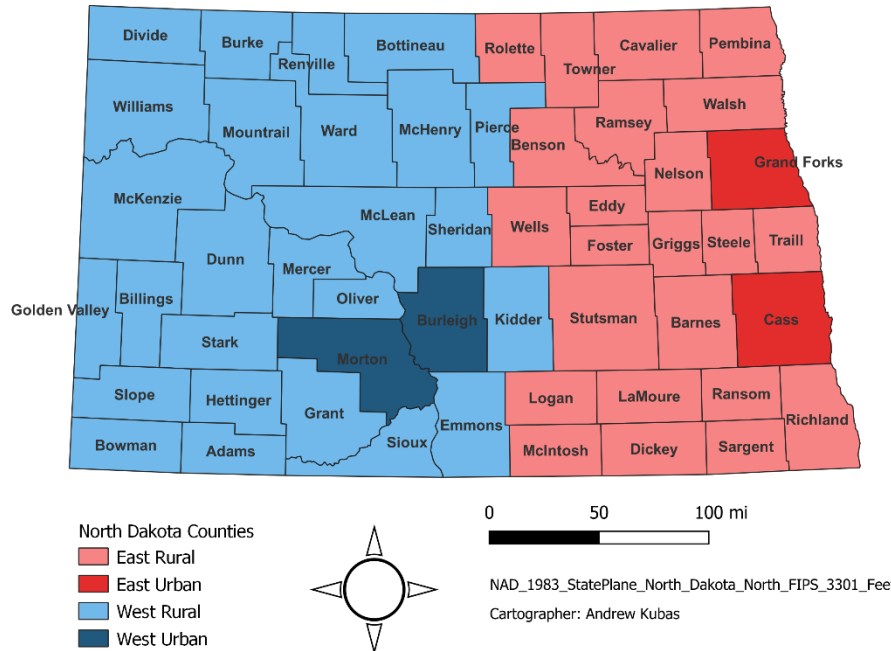 Divide
Burke
Renville
Bottineau
Rolette
Towner
Cavalier
Pembina
Williams
Mountrail
Ward
McHenry
Pierce
Benson
Ramsey
Walsh
Grand Forks
Nelson
McKenzie
McLean
Sheridan
Wells
Eddy
Foster
Griggs
Steele
Traill
Dunn
Mercer
Oliver
Golden Valley
Billings
Burleigh
Kidder
Stutsman
Barnes
Cass
Stark
Morton
Slope
Hettinger
Grant
Logan
LaMoure
Ransom
Richland
Emmons
Sioux
Bowman
Adams
McIntosh
Dickey
Sargent
North Dakota Counties
East Rural
East Urban
West Rural
West Urban
0 50 100 mi
NAD_1983_StatePlane_North_Dakota_North_FIPS_3301_Fee
Cartographer: Andrew Kubas